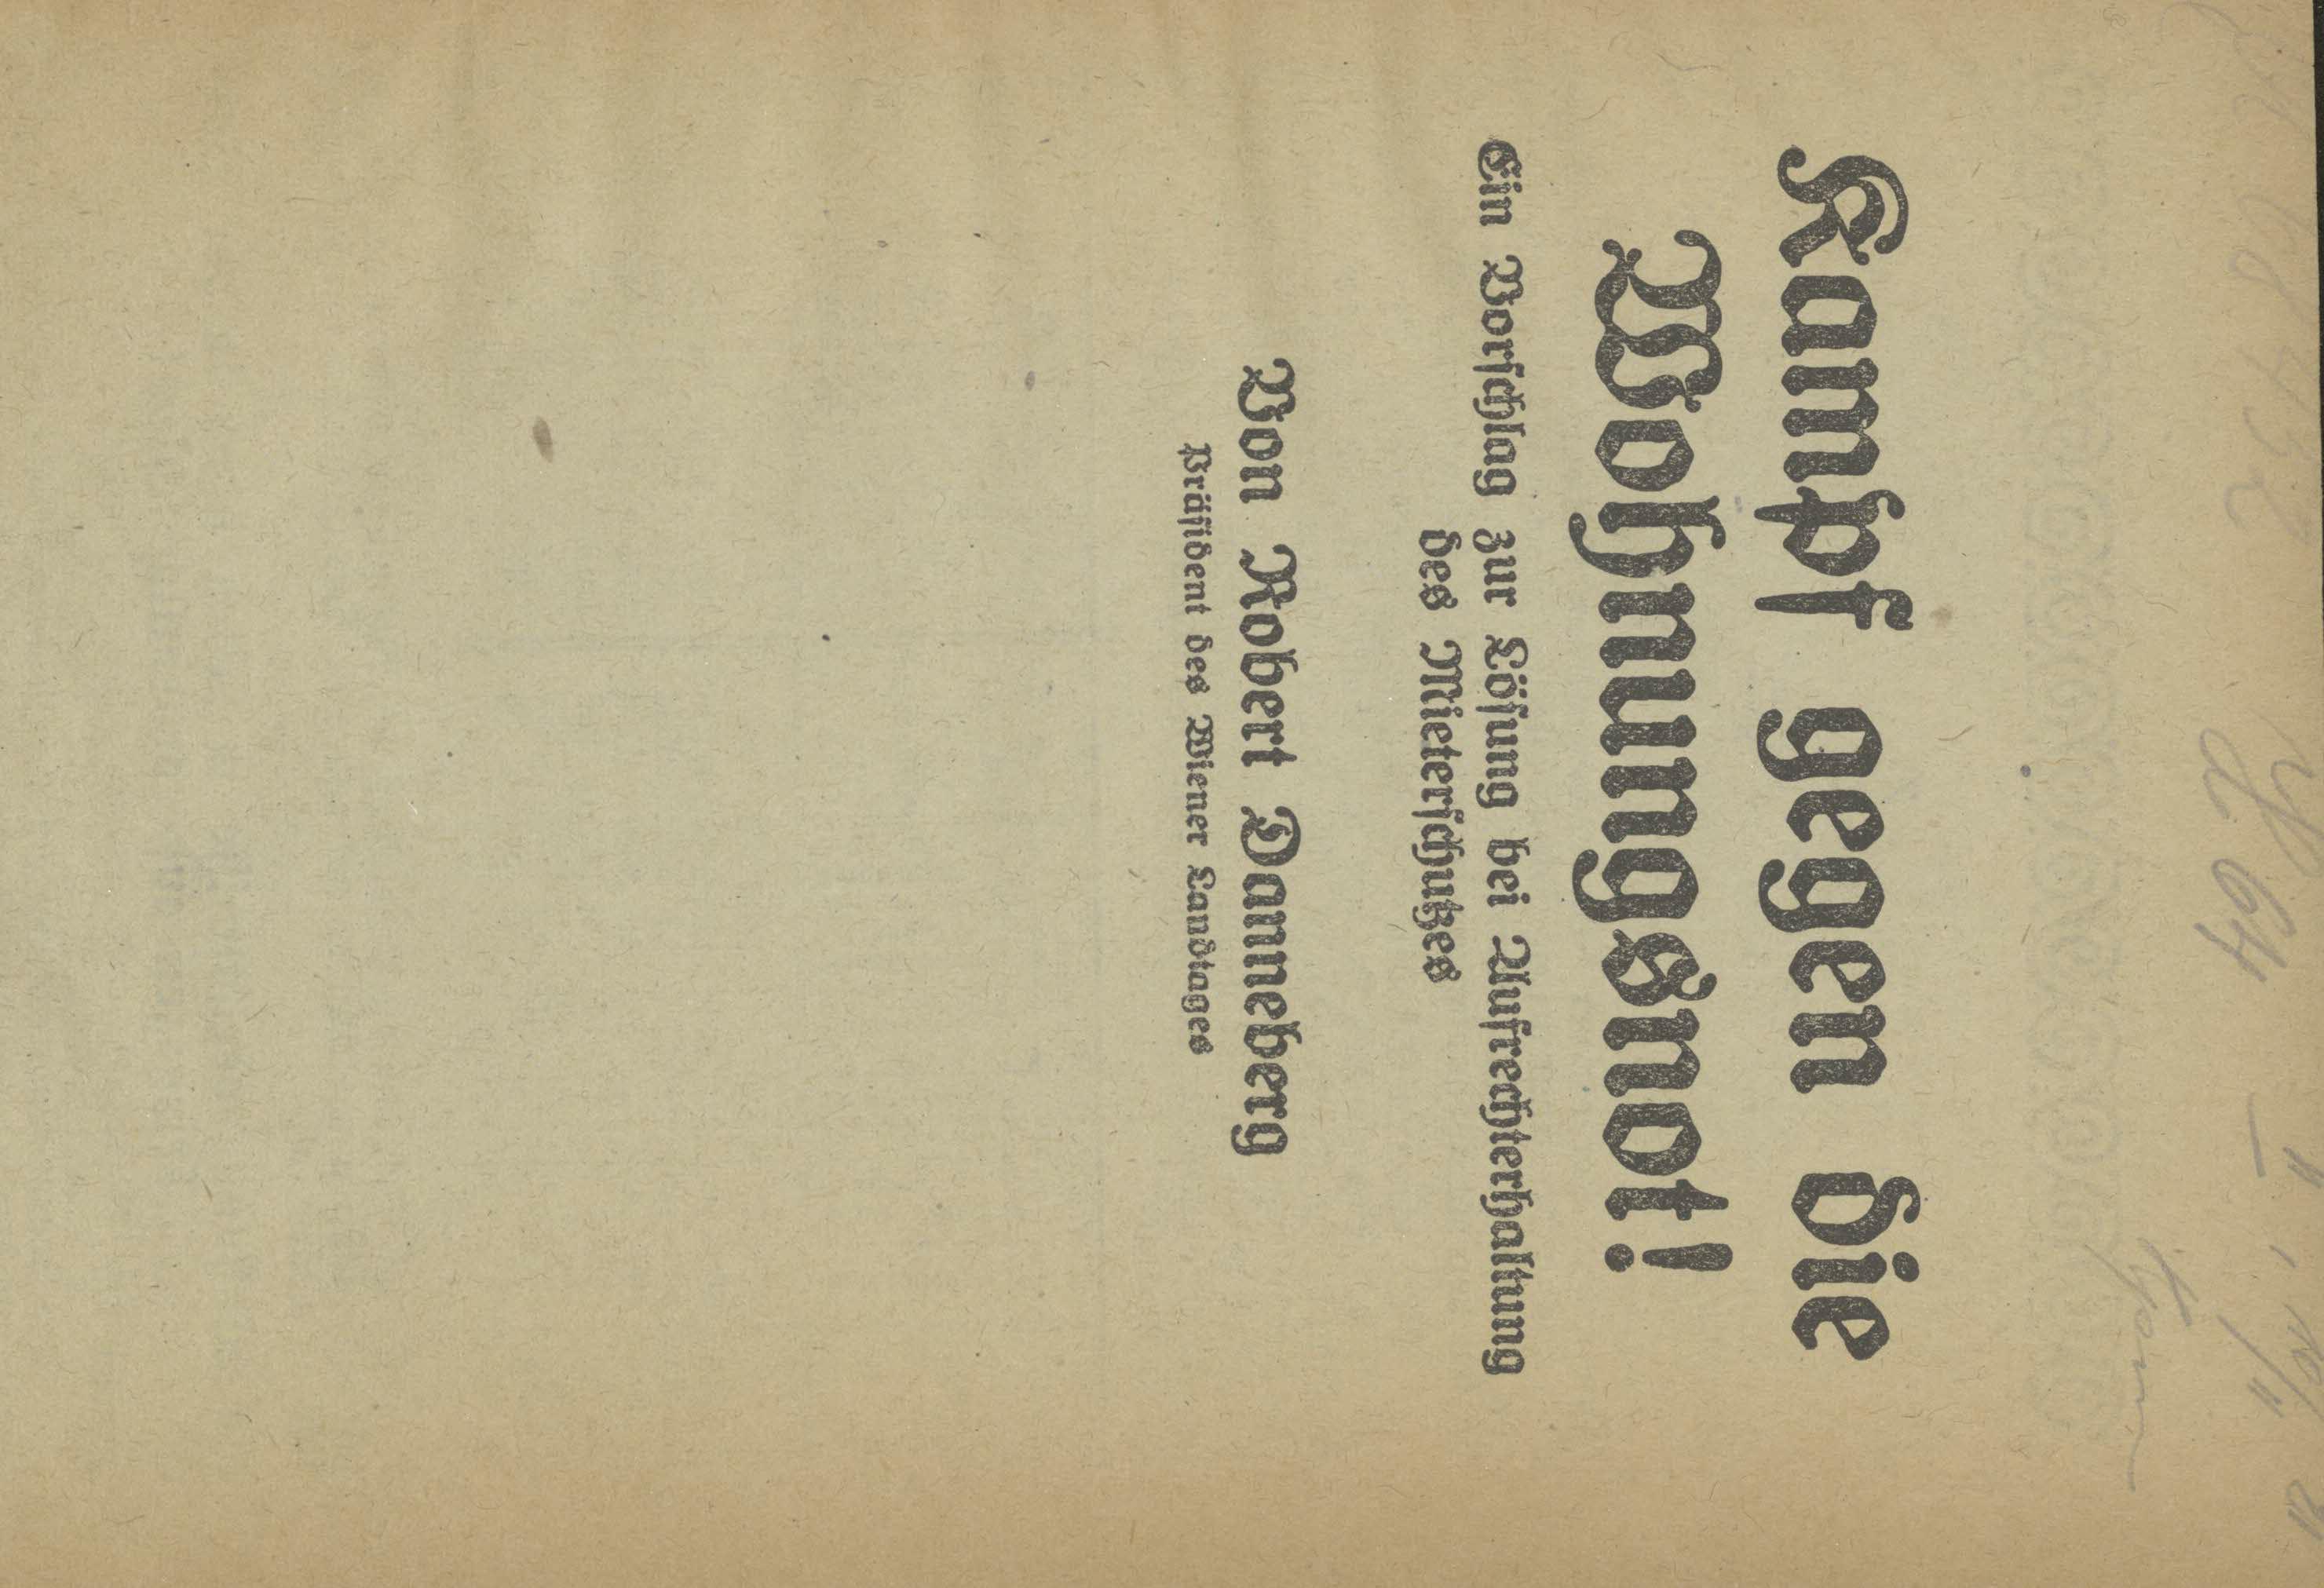 Kampf gegen die
Wohnungsnot!
Ein Vorschlag zur Lösung bei Aufrechterhaltung
des Mieterschutzes
Von Robert Danneberg
Präsident des Wiener Landtages